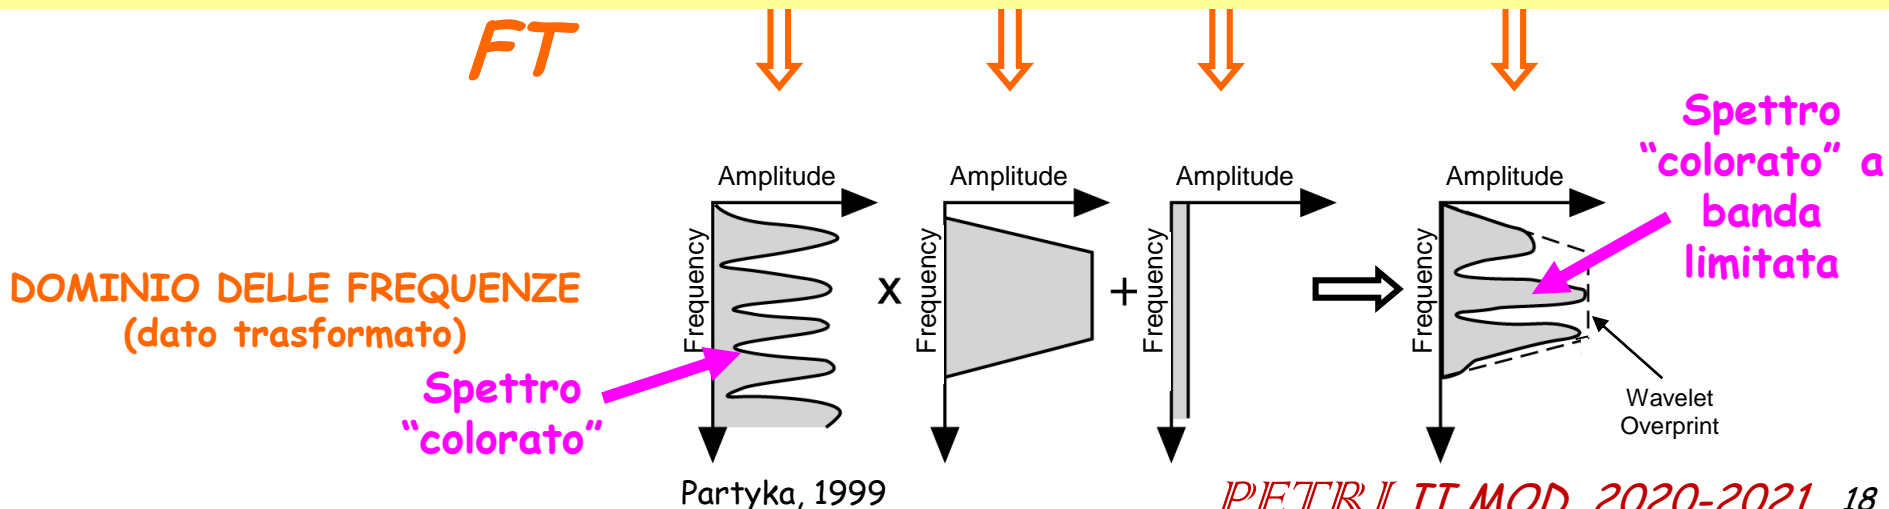 FT
Spettro
“colorato” a
banda
limitata
Amplitude
Amplitude
Amplitude
Amplitude
Frequency
Frequency
Frequency
Frequency
x
+
DOMINIO DELLE FREQUENZE
(dato trasformato)
Spettro
“colorato”
Wavelet
Overprint
Partyka, 1999
PETRI II MOD 2020-2021 18